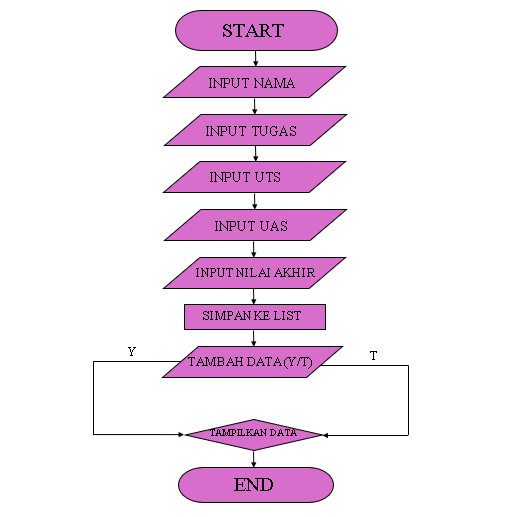 START
INPUT NAMA
INPUT TUGAS
INPUT UTS
INPUT UAS
INPUT NILAI AKHIR
SIMPAN KE LIST
Y
TAMBAH DATA (Y/T)
T
TAMPILKAN DATA
END